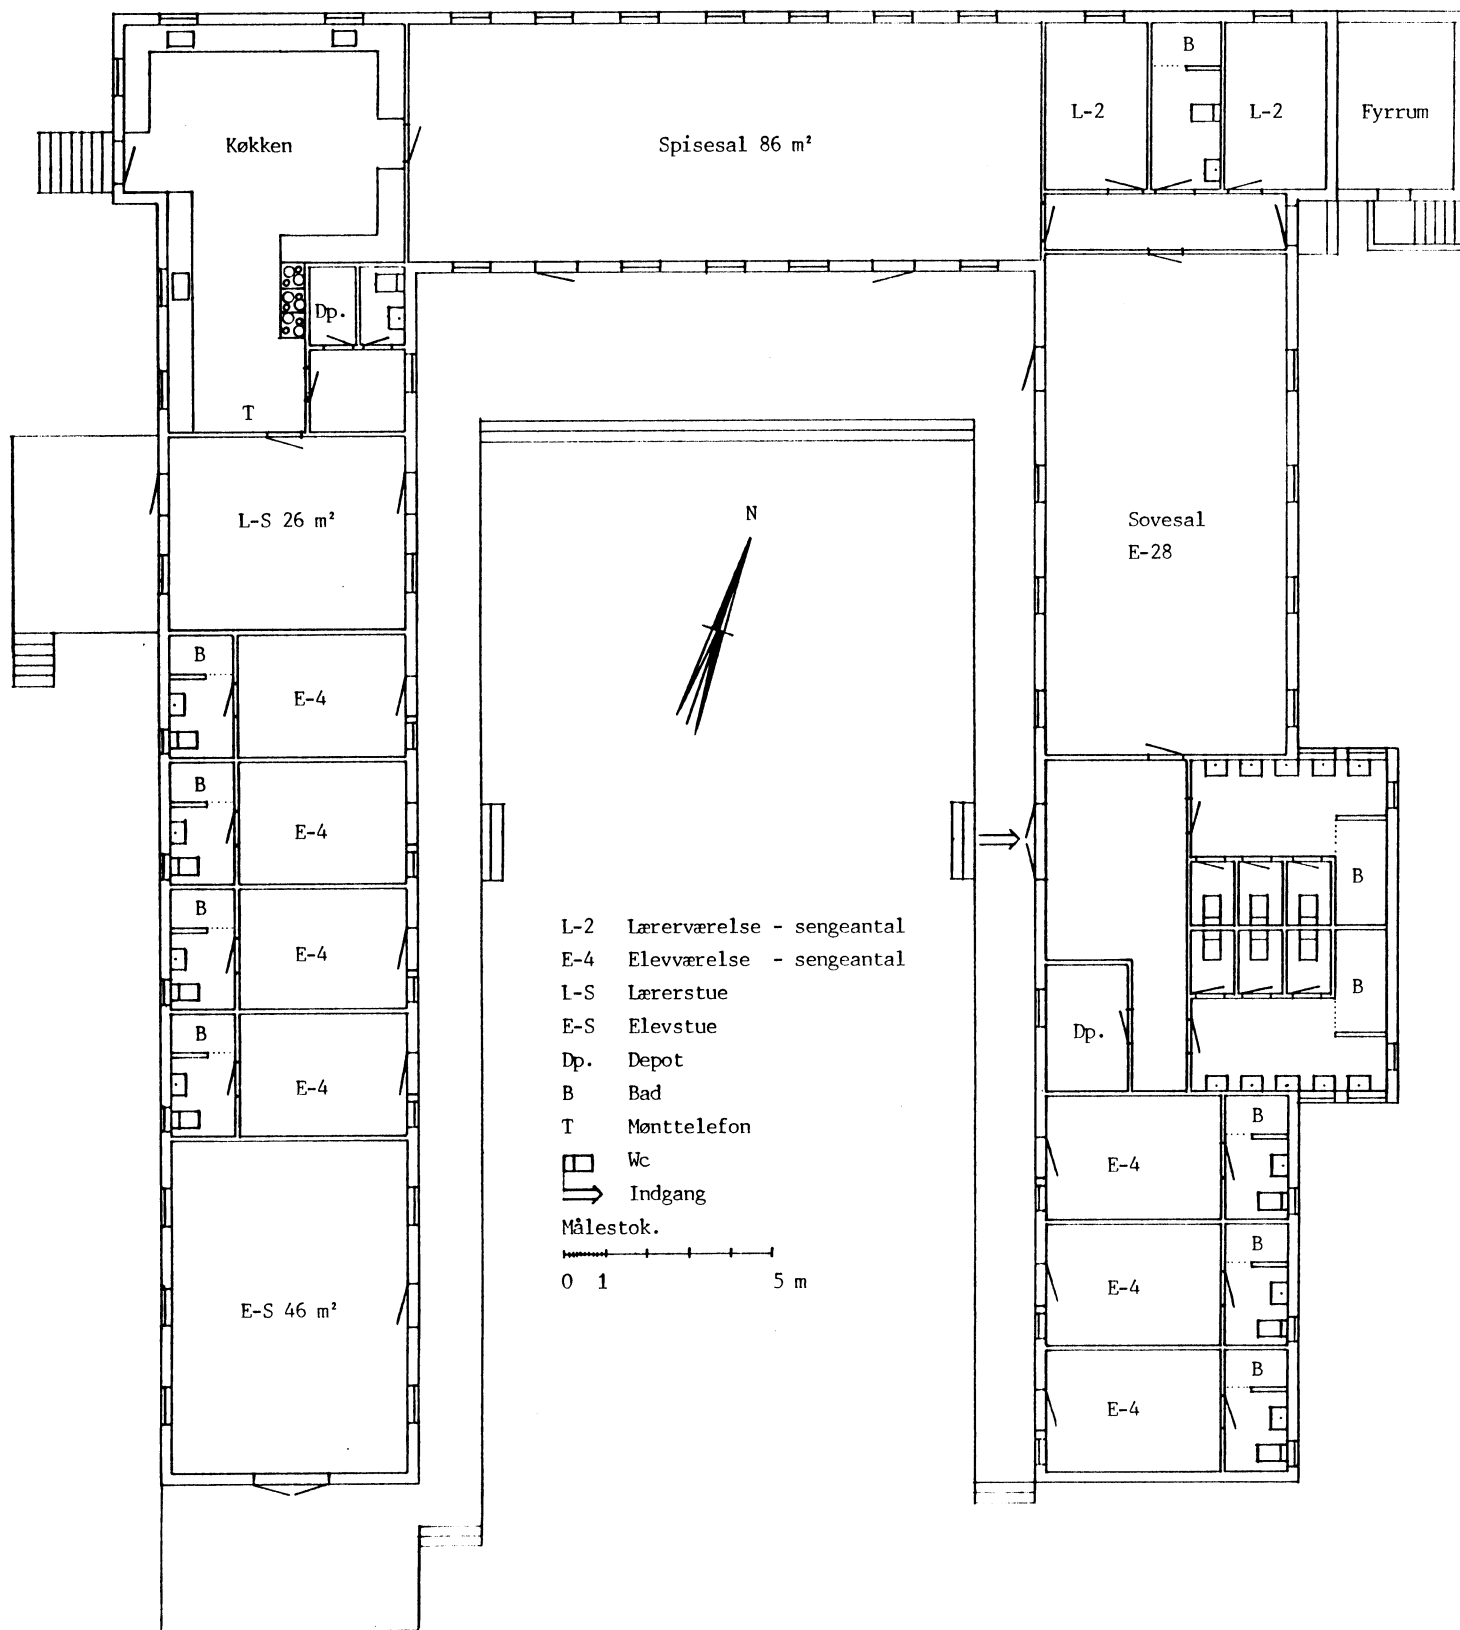 B
L-2
L-2
Fyrrum
Køkken
Spisesal 86 m²
Dp.
T
L-S 26 m²
N
Sovesal
E-28
B
E-4
B
E-4
B
E-4
B
E-4
E-S 46 m²
B
B
Dp.
B
E-4
B
E-4
B
E-4
L-2 Lærerværelse - sengeantal
E-4 Elevværelse - sengeantal
L-S Lærerstue
E-S Elevstue
Dp. Depot
B Bad
T Mønttelefon
Wc
Indgang
Målestok.
0 1 5 m